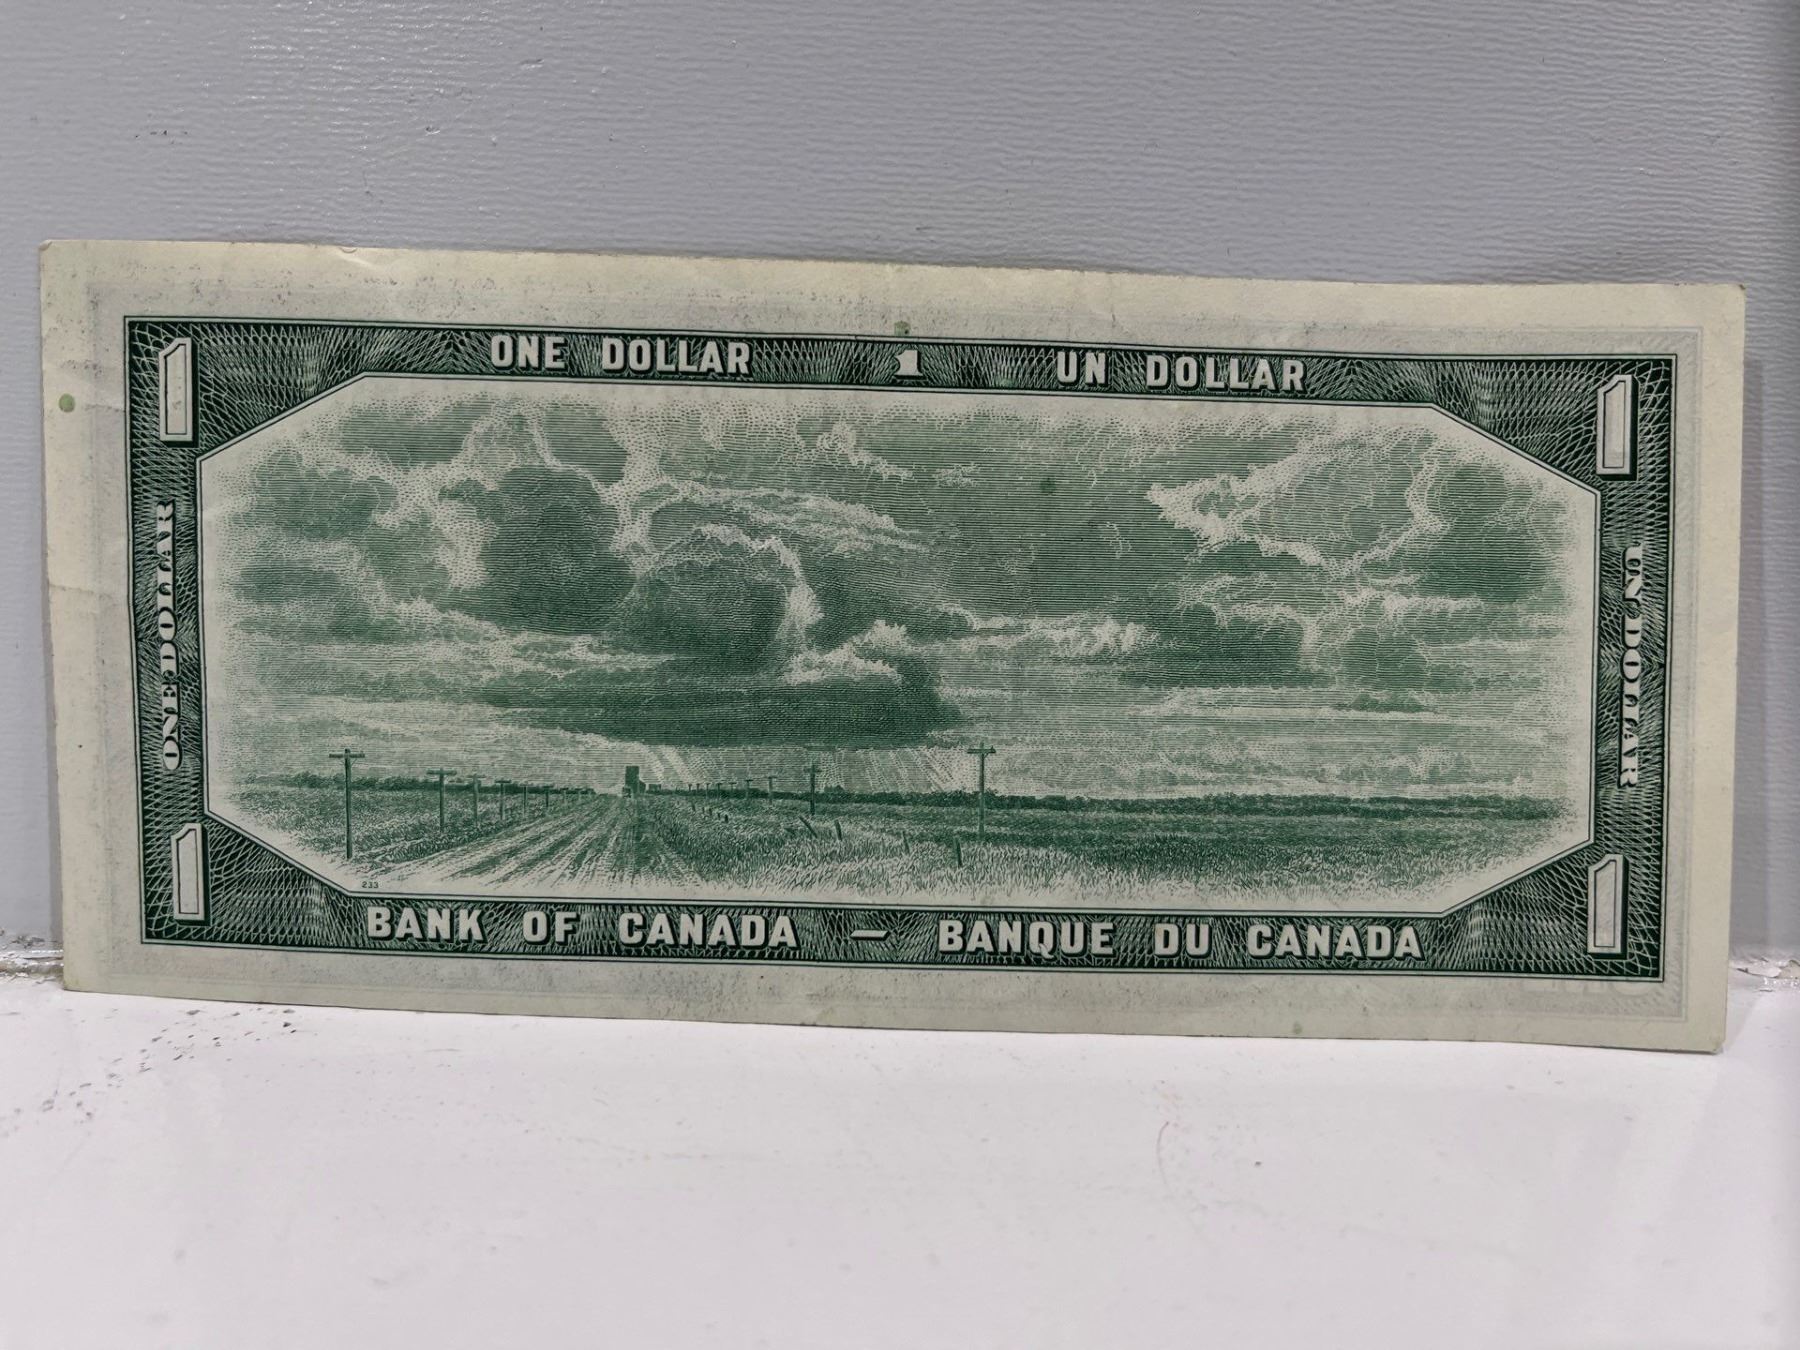 ONE DOLLAR 1 UN DOLLAR
1
1
ONE DOLLAR
UN DOLLAR
1
1
233
BANK OF CANADA – BANQUE DU CANADA